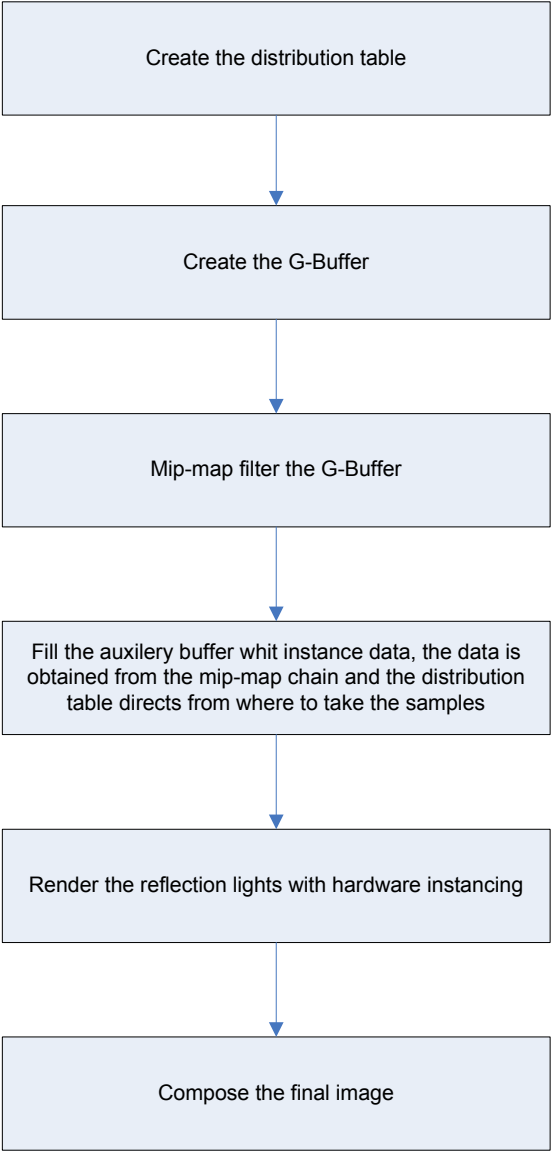 Create the distribution table
Create the G-Buffer
Mip-map filter the G-Buffer
Fill the auxilery buffer whit instance data, the data is
obtained from the mip-map chain and the distribution
table directs from where to take the samples
Render the reflection lights with hardware instancing
Compose the final image